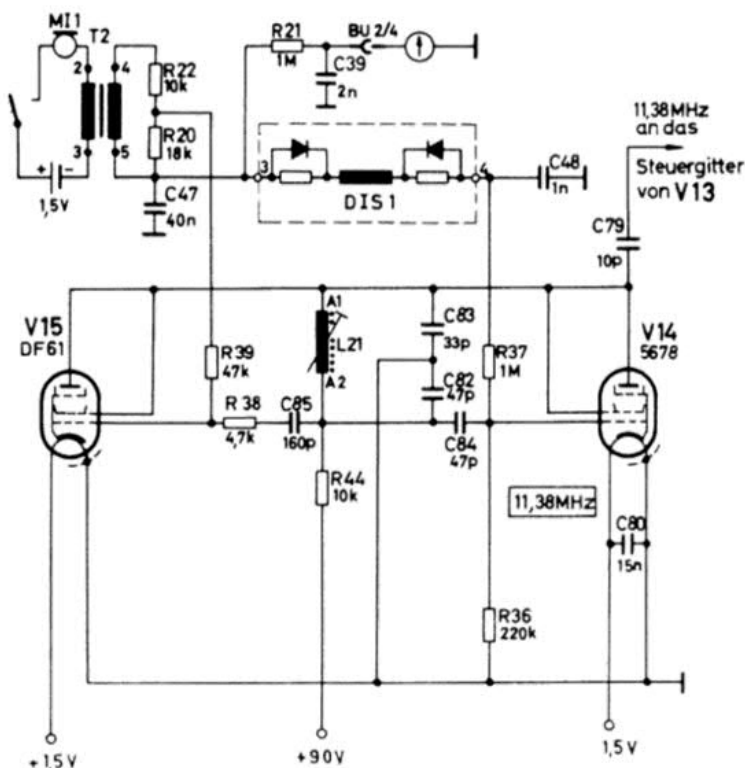 MI1
T2
2
4
3
5
+
-
1,5V
R22
10k
R20
18k
C47
40n
R21
1M
BU 2/4
C39
2n
3
4
DIS1
C48
1n
11,38MHz
an das
Steuergitter
von V13
C79
10p
V15
DF61
R39
47k
R38
4,7k
C85
160p
A1
L21
A2
R44
10k
C83
33p
C82
47p
C84
47p
R37
1M
V14
5678
11,38MHz
C80
15n
R36
220k
+1.5V
+90V
1,5V